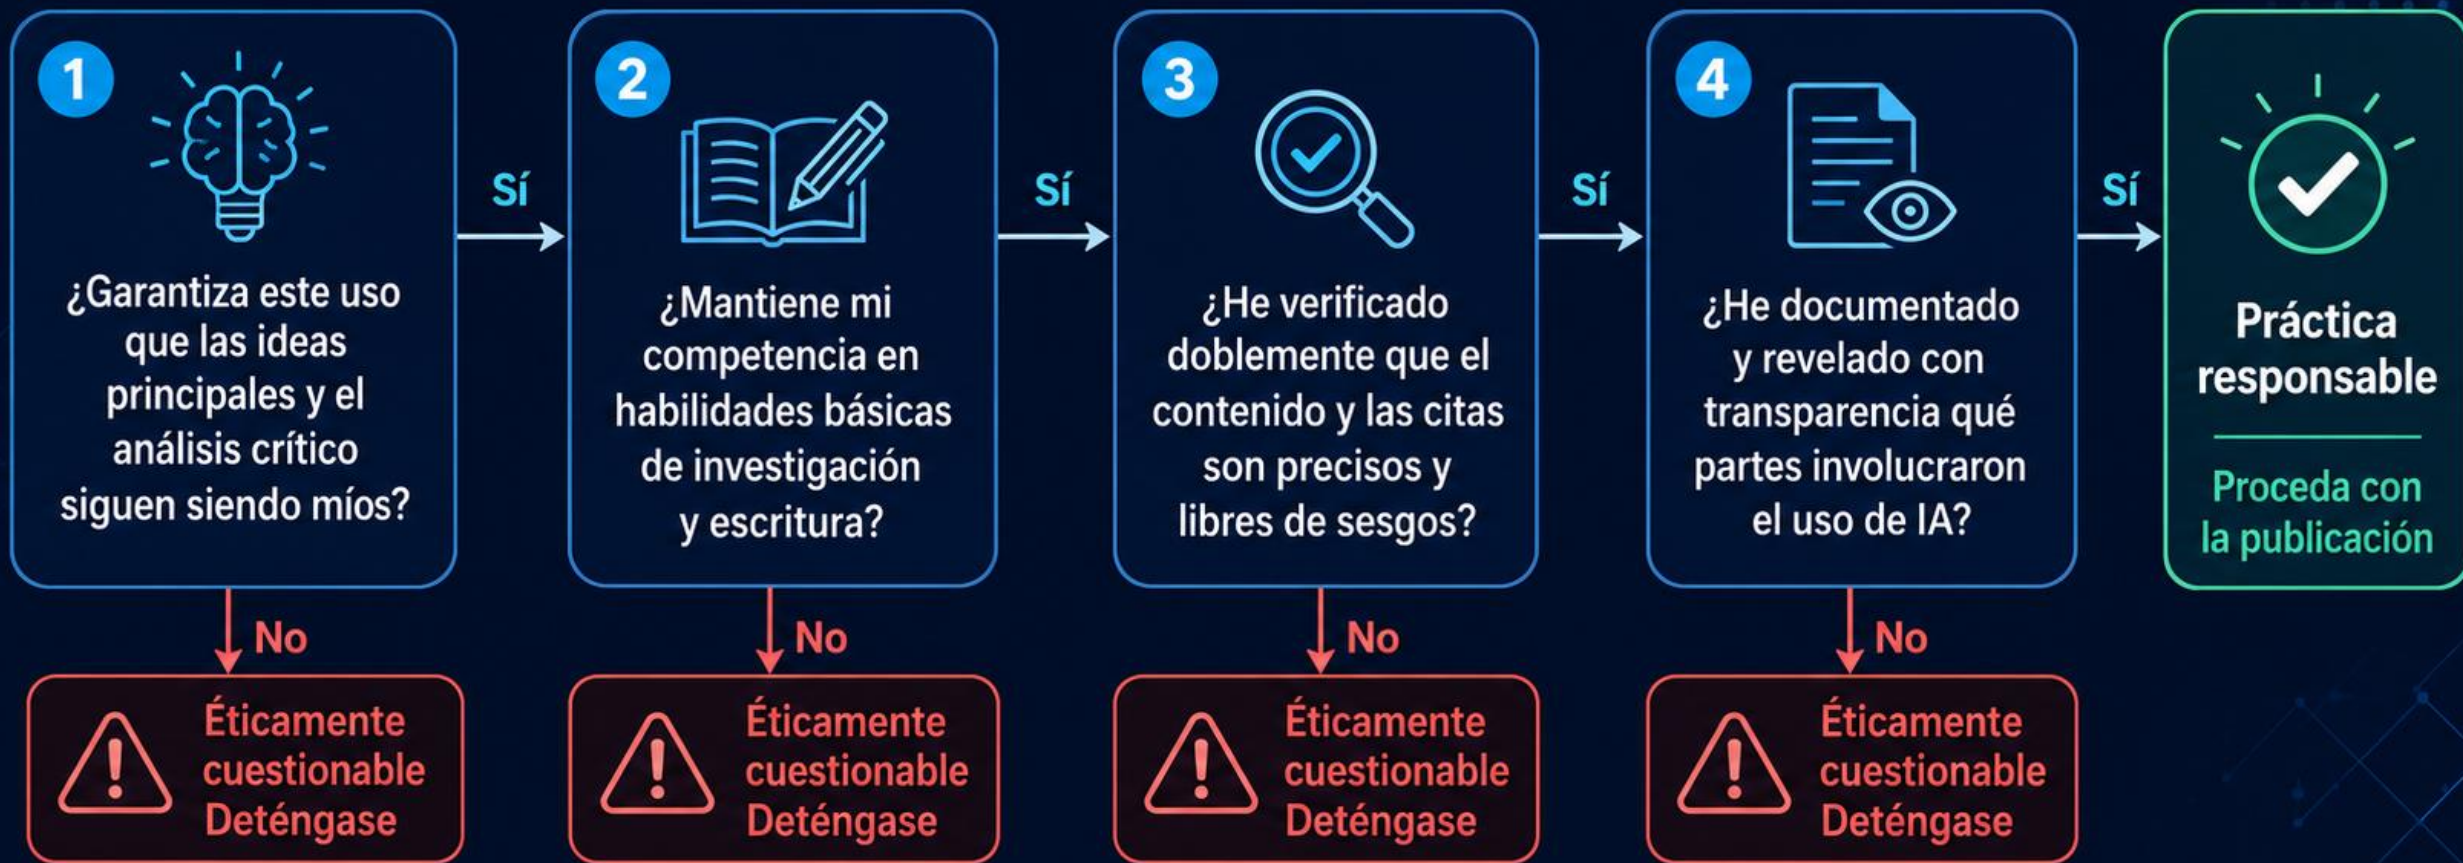 1
¿Garantiza este uso
que las ideas
principales y el
análisis crítico
siguen siendo míos?
Sí
2
¿Mantiene mi
competencia en
habilidades básicas
de investigación
y escritura?
Sí
3
¿He verificado
doblemente que el
contenido y las citas
son precisos y
libres de sesgos?
Sí
4
¿He documentado
y revelado con
transparencia qué
partes involucraron
el uso de IA?
Sí
Práctica
responsable
Proceda con
la publicación
No
Éticamente
cuestionable
Deténgase
No
Éticamente
cuestionable
Deténgase
No
Éticamente
cuestionable
Deténgase
No
Éticamente
cuestionable
Deténgase